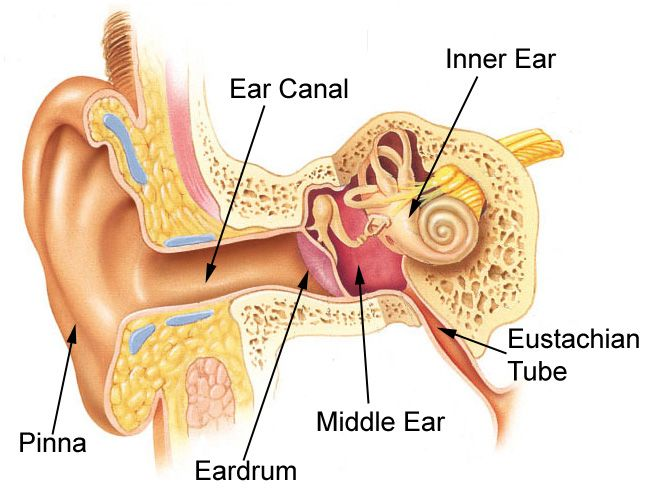 Inner Ear
Ear Canal
Eustachian
Tube
Middle Ear
Pinna
Eardrum